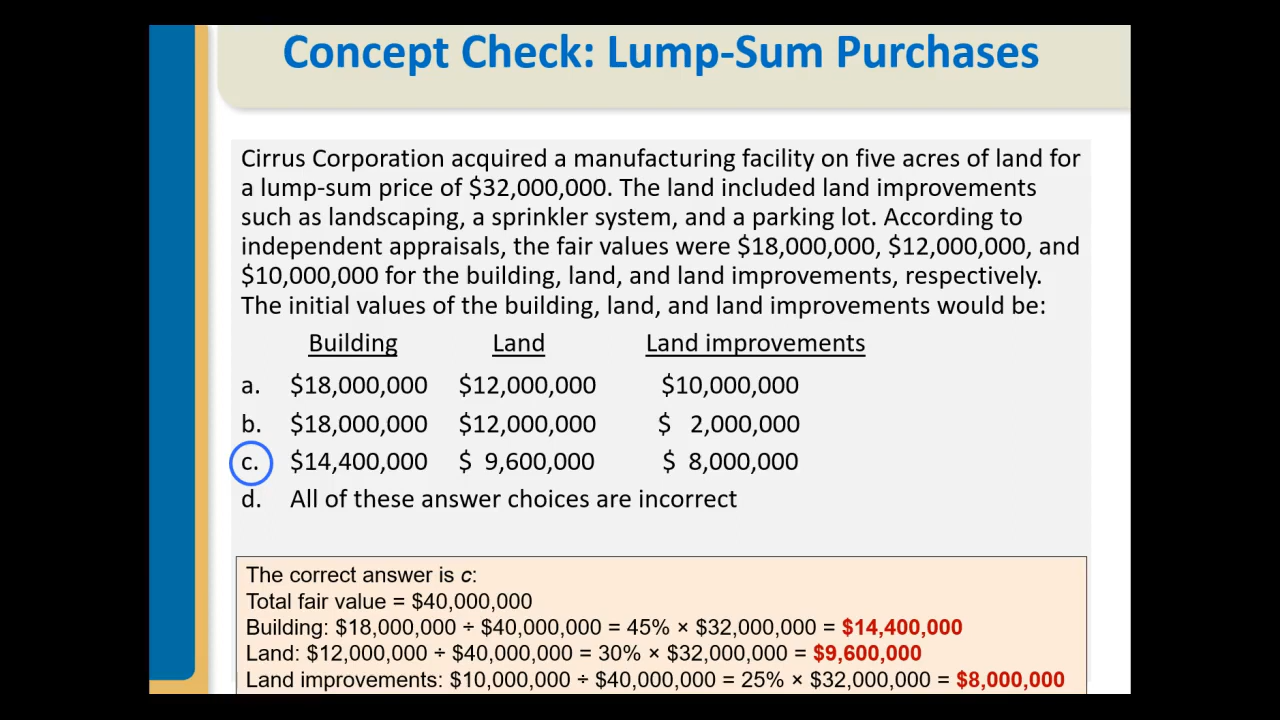 Concept Check: Lump-Sum Purchases
Cirrus Corporation acquired a manufacturing facility on five acres of land for
a lump-sum price of $32,000,000. The land included land improvements
such as landscaping, a sprinkler system, and a parking lot. According to
independent appraisals, the fair values were $18,000,000, $12,000,000, and
$10,000,000 for the building, land, and land improvements, respectively.
The initial values of the building, land, and land improvements would be:
Building Land Land improvements
a. $18,000,000 $12,000,000 $10,000,000
b. $18,000,000 $12,000,000 $ 2,000,000
c. $14,400,000 $ 9,600,000 $ 8,000,000
d. All of these answer choices are incorrect
The correct answer is c:
Total fair value = $40,000,000
Building: $18,000,000 ÷ $40,000,000 = 45% × $32,000,000 = $14,400,000
Land: $12,000,000 ÷ $40,000,000 = 30% × $32,000,000 = $9,600,000
Land improvements: $10,000,000 ÷ $40,000,000 = 25% × $32,000,000 = $8,000,000